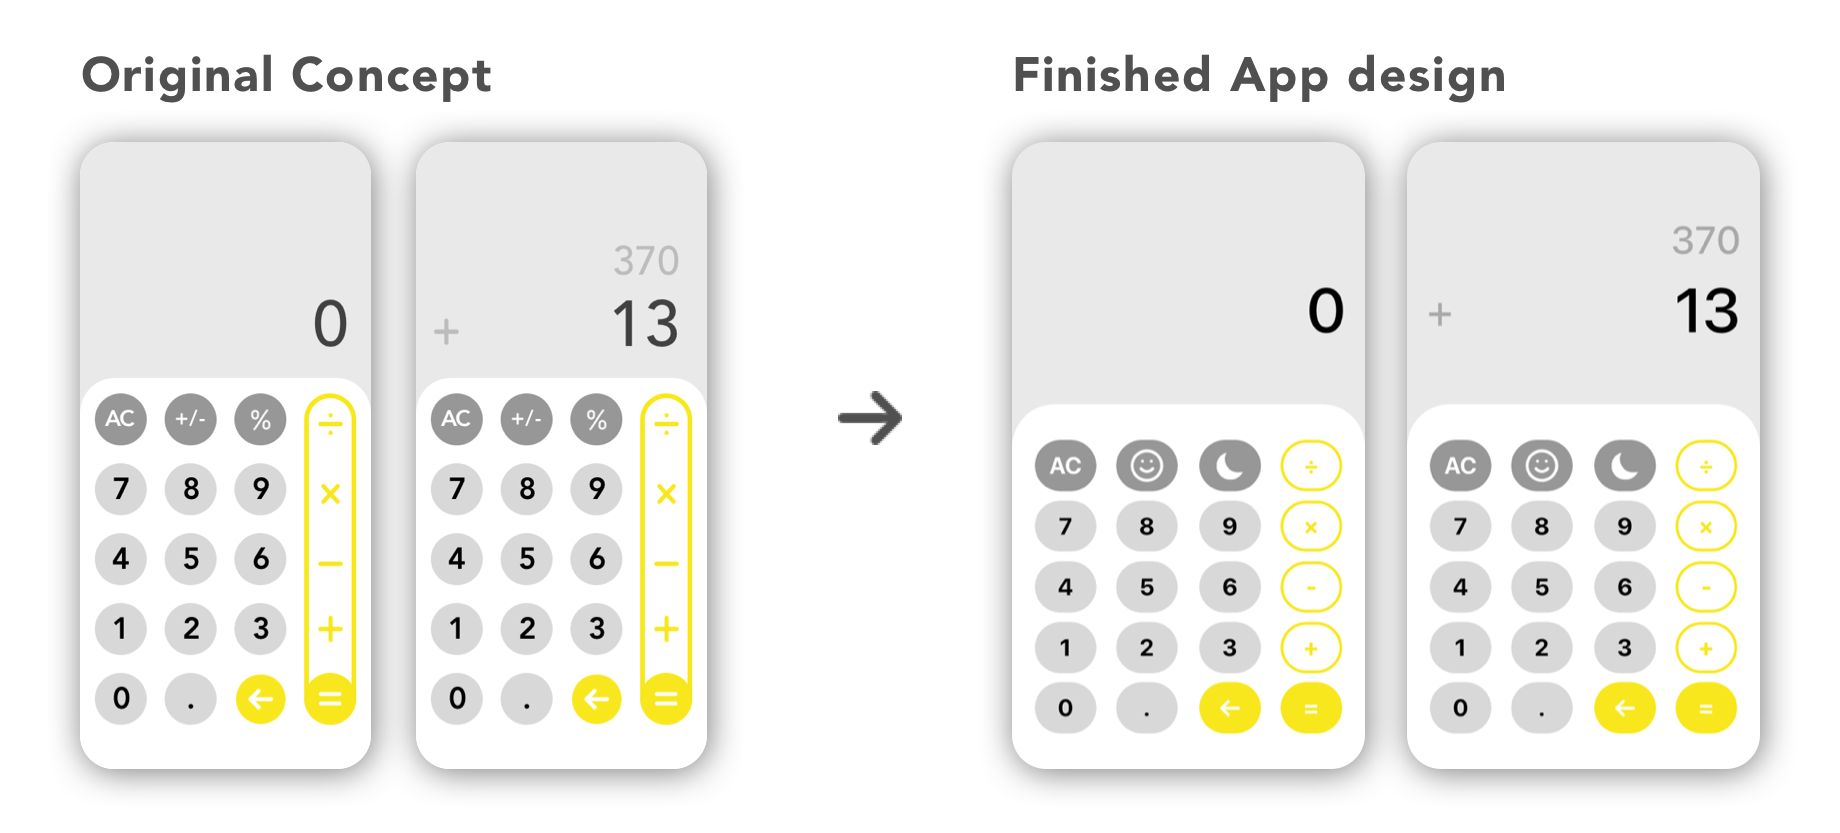 Original Concept
Finished App design
0
370
+ 13
0
370
+ 13
AC +/- % ÷
7 8 9 ×
4 5 6 −
1 2 3 +
0 . ← =
AC +/- % ÷
7 8 9 ×
4 5 6 −
1 2 3 +
0 . ← =
AC ÷
7 8 9 ×
4 5 6 -
1 2 3 +
0 . ← =
AC ÷
7 8 9 ×
4 5 6 -
1 2 3 +
0 . ← =